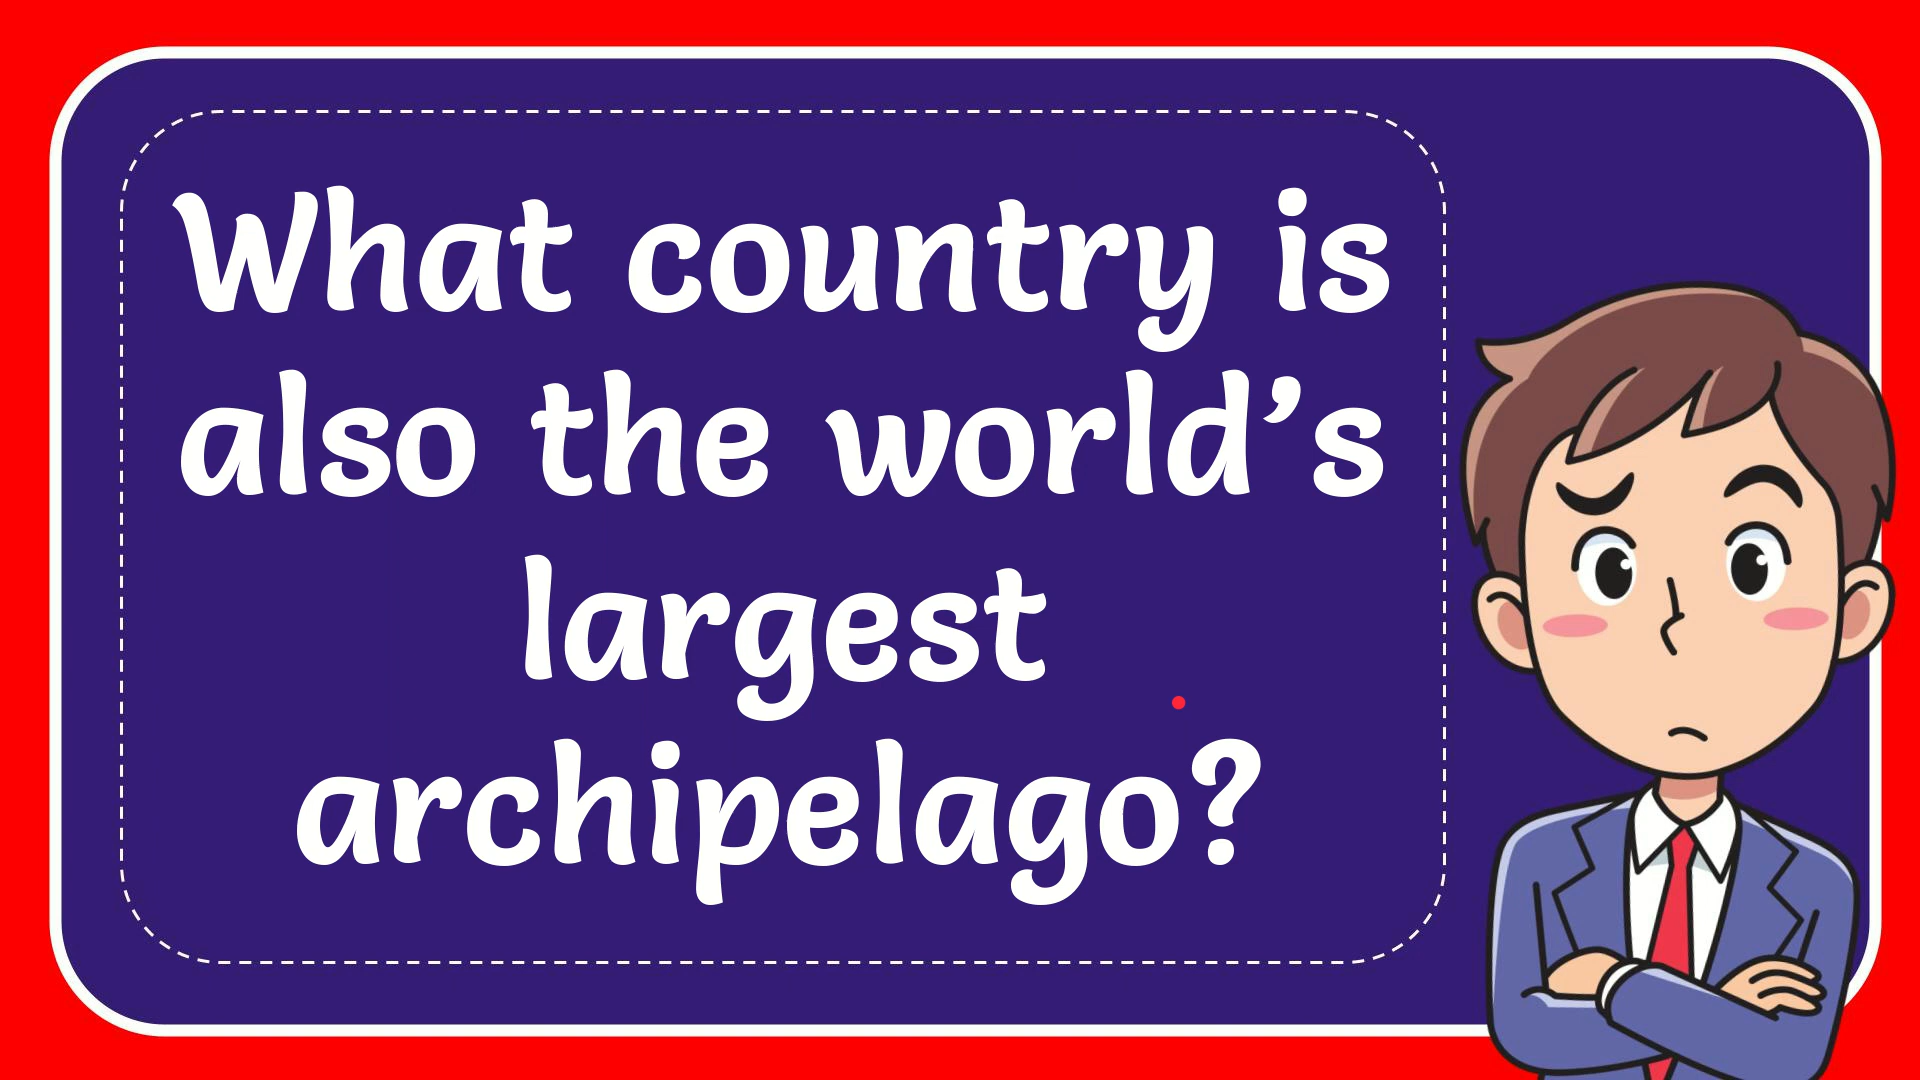 What country is
also the world’s
largest
archipelago?